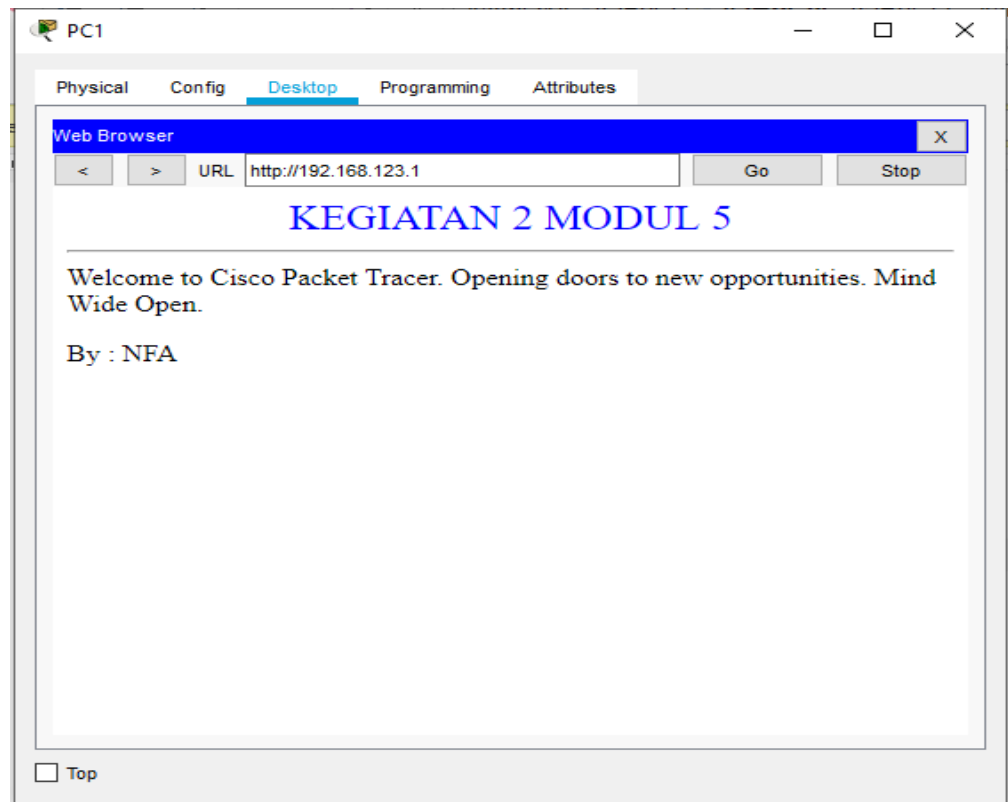 PC1
Physical Config Desktop Programming Attributes
Web Browser X
< > URL http://192.168.123.1 Go Stop
KEGIATAN 2 MODUL 5
Welcome to Cisco Packet Tracer. Opening doors to new opportunities. Mind
Wide Open.
By : NFA
Top